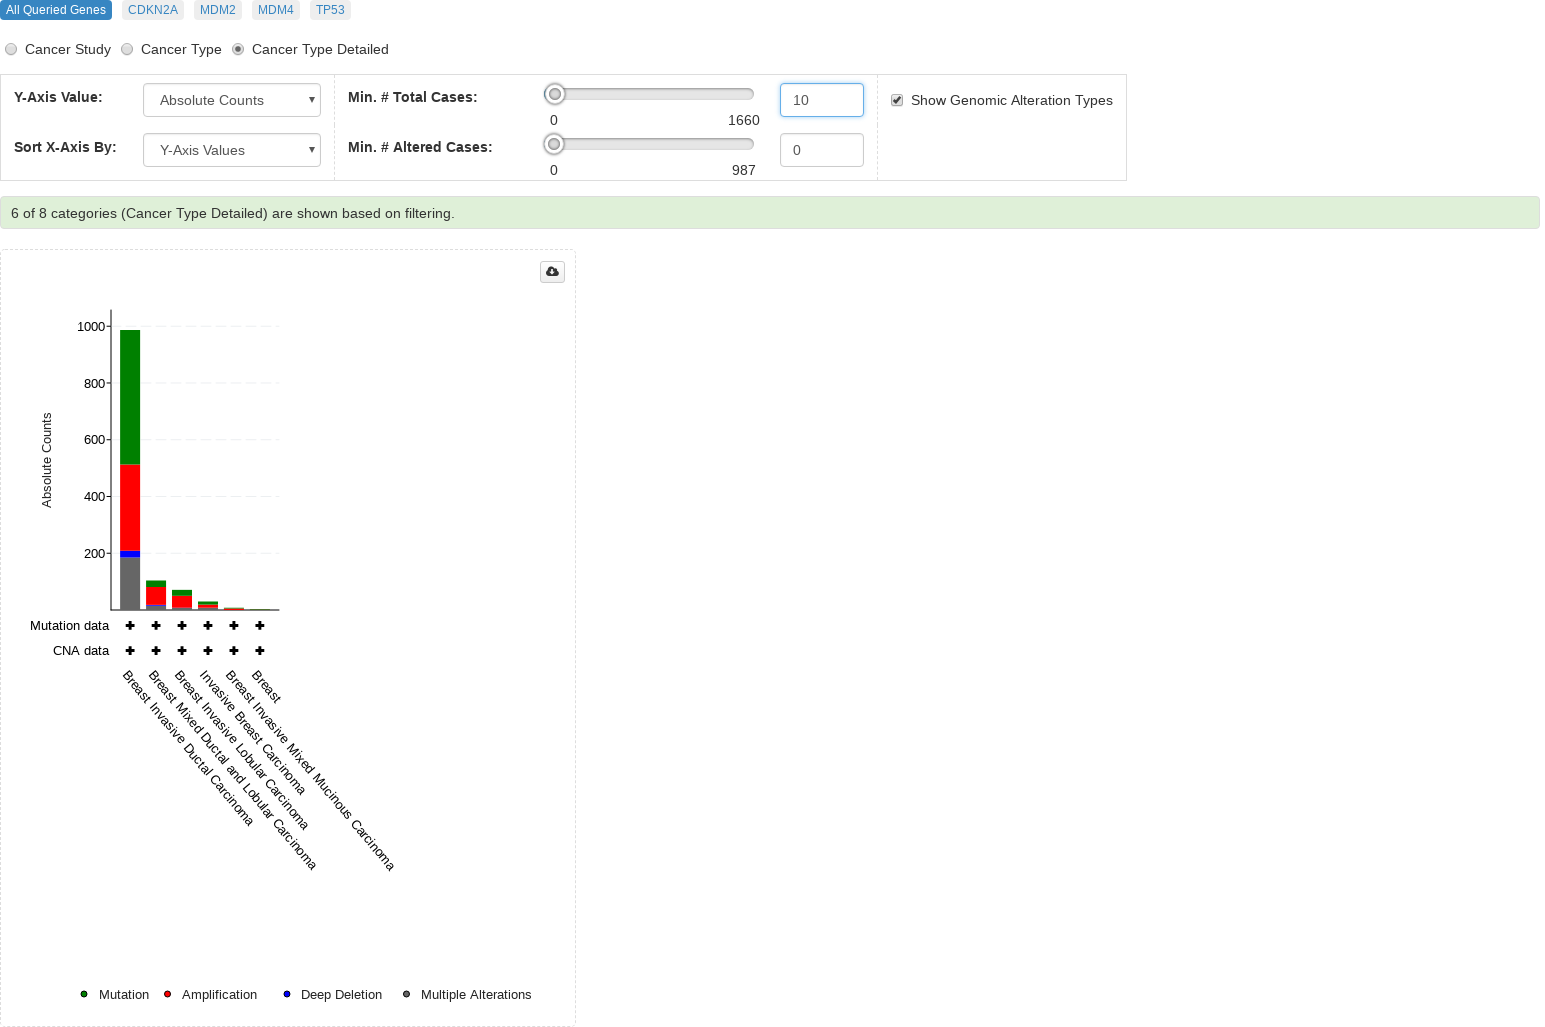 All Queried Genes CDKN2A MDM2 MDM4 TP53
Cancer Study Cancer Type Cancer Type Detailed
Y-Axis Value: Absolute Counts Min. # Total Cases: 10 Show Genomic Alteration Types
0 1660
Sort X-Axis By: Y-Axis Values Min. # Altered Cases: 0
0 987
6 of 8 categories (Cancer Type Detailed) are shown based on filtering.
1000
800
600
400
200
Absolute Counts
Mutation data
CNA data
Breast Invasive Ductal Carcinoma
Breast Mixed Ductal and Lobular Carcinoma
Breast Invasive Lobular Carcinoma
Invasive Breast Carcinoma
Breast Invasive Mixed Mucinous Carcinoma
Breast
Mutation Amplification Deep Deletion Multiple Alterations